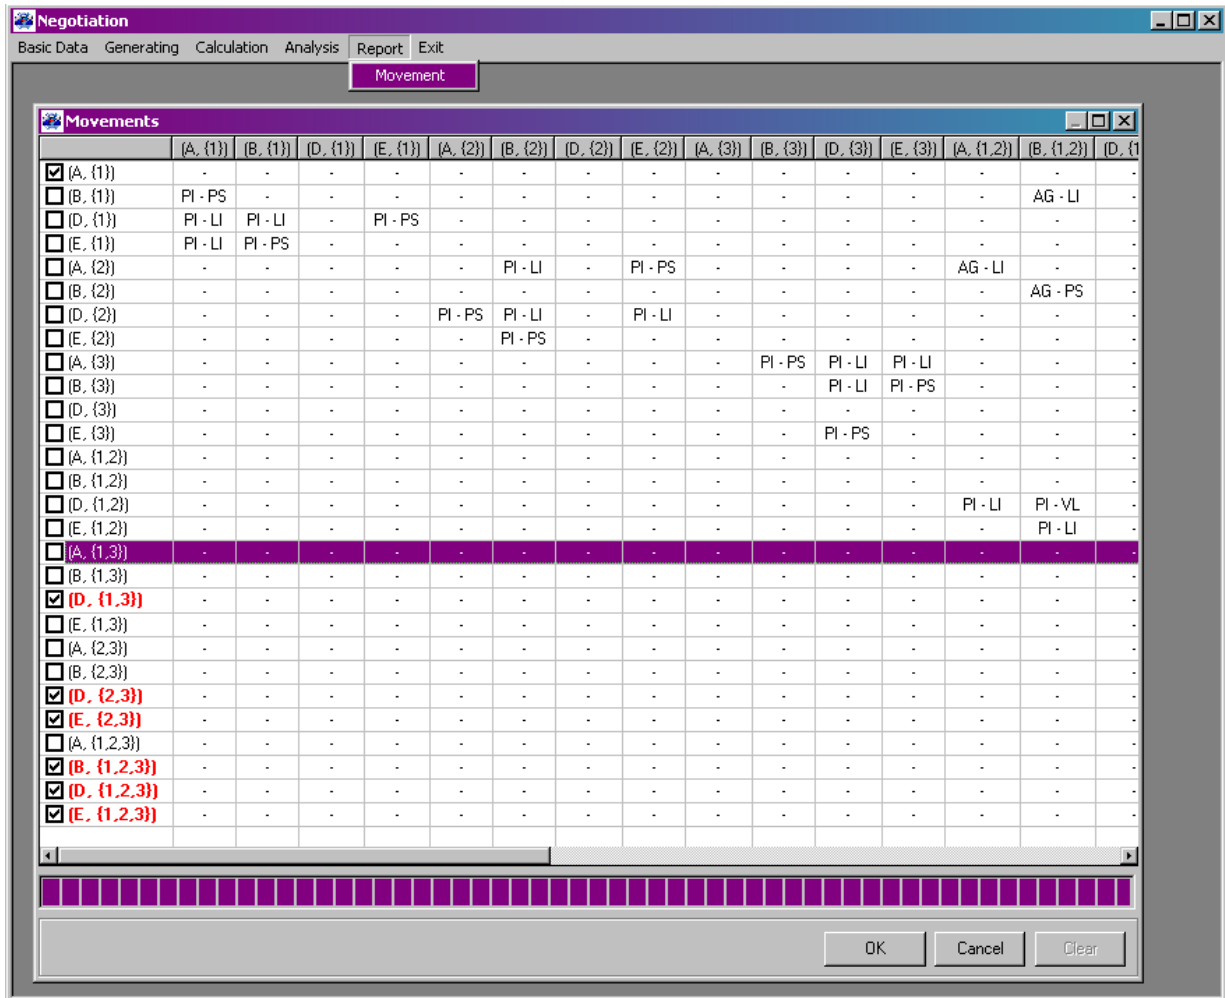 Negotiation
Basic Data Generating Calculation Analysis Report Exit
Movement
Movements
(A, {1}) (B, {1}) (D, {1}) (E, {1}) (A, {2}) (B, {2}) (D, {2}) (E, {2}) (A, {3}) (B, {3}) (D, {3}) (E, {3}) (A, {1,2}) (B, {1,2}) (D, {1
(A, {1}) - - - - - - - - - - - - - - -
(B, {1}) PI - PS - - - - - - - - - - - - AG - LI -
(D, {1}) PI - LI PI - LI - PI - PS - - - - - - - - - - -
(E, {1}) PI - LI PI - PS - - - - - - - - - - - - -
(A, {2}) - - - - - PI - LI - PI - PS - - - - AG - LI - -
(B, {2}) - - - - - - - - - - - - - AG - PS -
(D, {2}) - - - - PI - PS PI - LI - PI - LI - - - - - - -
(E, {2}) - - - - - PI - PS - - - - - - - - -
(A, {3}) - - - - - - - - - PI - PS PI - LI PI - LI - - -
(B, {3}) - - - - - - - - - - PI - LI PI - PS - - -
(D, {3}) - - - - - - - - - - - - - - -
(E, {3}) - - - - - - - - - - PI - PS - - - -
(A, {1,2}) - - - - - - - - - - - - - - -
(B, {1,2}) - - - - - - - - - - - - - - -
(D, {1,2}) - - - - - - - - - - - - PI - LI PI - VL -
(E, {1,2}) - - - - - - - - - - - - - PI - LI -
(A, {1,3}) - - - - - - - - - - - - - - -
(B, {1,3}) - - - - - - - - - - - - - - -
(D, {1,3}) - - - - - - - - - - - - - - -
(E, {1,3}) - - - - - - - - - - - - - - -
(A, {2,3}) - - - - - - - - - - - - - - -
(B, {2,3}) - - - - - - - - - - - - - - -
(D, {2,3}) - - - - - - - - - - - - - - -
(E, {2,3}) - - - - - - - - - - - - - - -
(A, {1,2,3}) - - - - - - - - - - - - - - -
(B, {1,2,3}) - - - - - - - - - - - - - - -
(D, {1,2,3}) - - - - - - - - - - - - - - -
(E, {1,2,3}) - - - - - - - - - - - - - - -
OK Cancel Clear